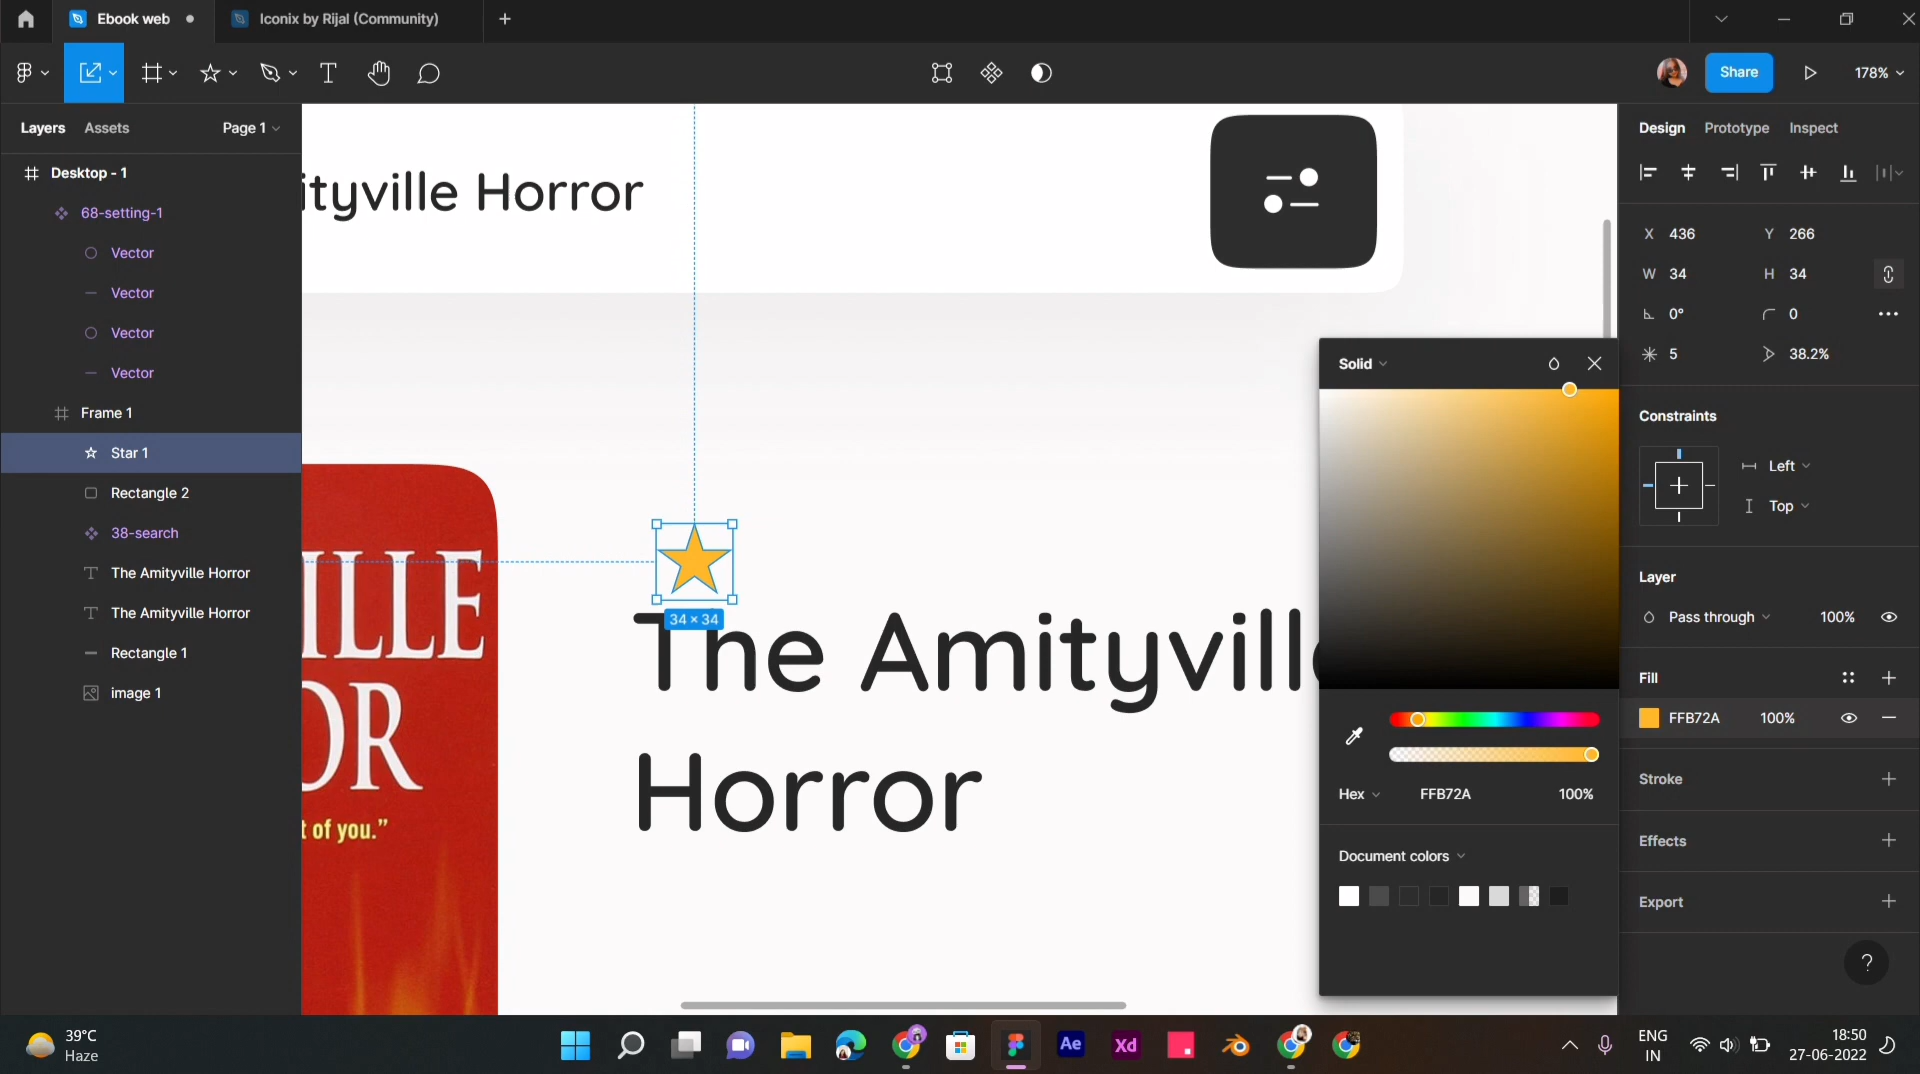 Ebook web
Iconix by Rijal (Community)
Share
178%
Layers
Assets
Page 1
Desktop - 1
68-setting-1
Vector
Vector
Vector
Vector
Frame 1
Star 1
Rectangle 2
38-search
The Amityville Horror
The Amityville Horror
Rectangle 1
image 1
ityville Horror
ILLE
OR
t of you.”
34 × 34
The Amityville
Horror
Solid
Hex
FFB72A
100%
Document colors
Design
Prototype
Inspect
X 436
Y 266
W 34
H 34
0°
0
5
38.2%
Constraints
Left
Top
Layer
Pass through
100%
Fill
FFB72A
100%
Stroke
Effects
Export
?
39°C
Haze
Ae
Xd
ENG
IN
18:50
27-06-2022